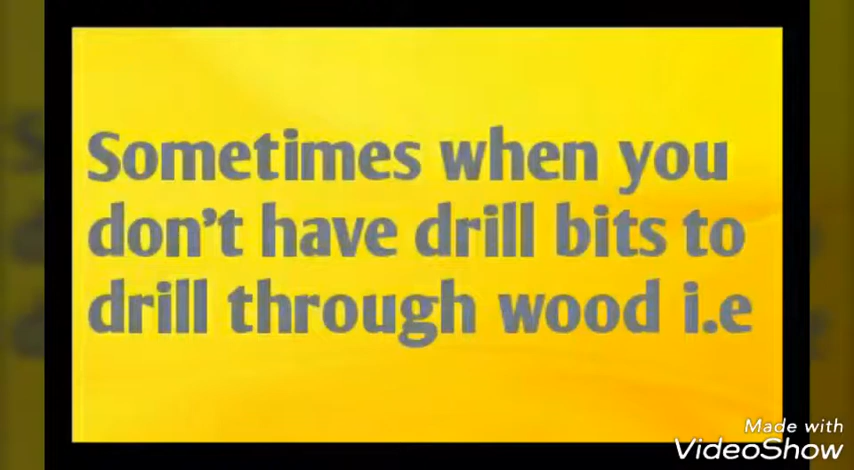 Sometimes when you
don't have drill bits to
drill through wood i.e
Made with
VideoShow